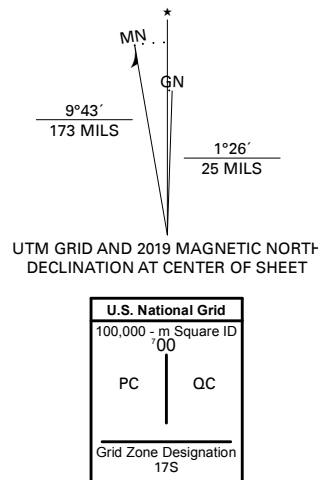 ★
MN
GN
9°43´
173 MILS
1°26´
25 MILS
UTM GRID AND 2019 MAGNETIC NORTH
DECLINATION AT CENTER OF SHEET
U.S. National Grid
100,000 - m Square ID
⁷00
PC QC
Grid Zone Designation
17S